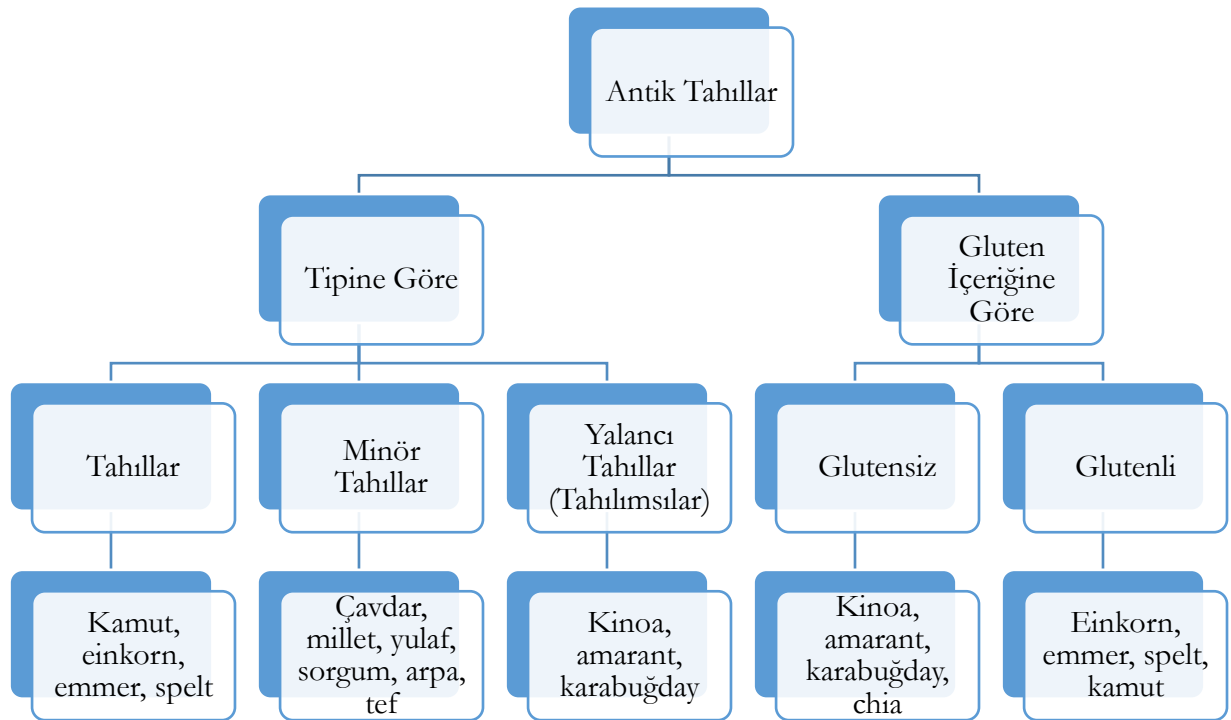 Antik Tahıllar
Tipine Göre
Gluten
İçeriğine
Göre
Tahıllar
Minör
Tahıllar
Yalancı
Tahıllar
(Tahılımsılar)
Glutensiz
Glutenli
Kamut,
einkorn,
emmer, spelt
Çavdar,
millet, yulaf,
sorgum, arpa,
tef
Kinoa,
amarant,
karabuğday
Kinoa,
amarant,
karabuğday,
chia
Einkorn,
emmer, spelt,
kamut